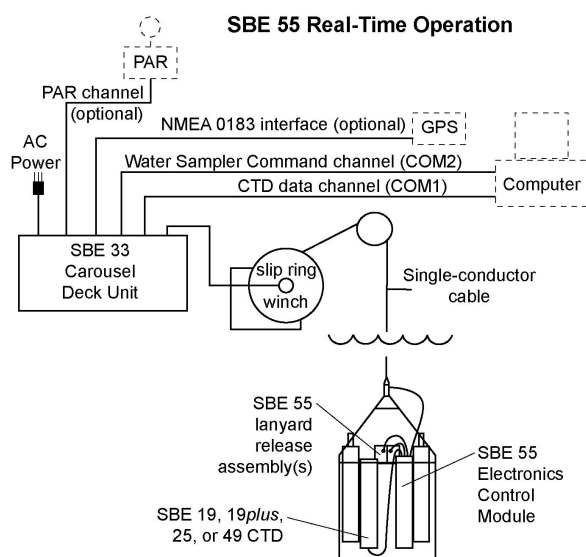 SBE 55 Real-Time Operation
PAR
PAR channel
(optional)
NMEA 0183 interface (optional)
GPS
AC
Power
Water Sampler Command channel (COM2)
CTD data channel (COM1)
Computer
SBE 33
Carousel
Deck Unit
slip ring
winch
Single-conductor
cable
SBE 55
lanyard
release
assembly(s)
SBE 55
Electronics
Control
Module
SBE 19, 19plus,
25, or 49 CTD